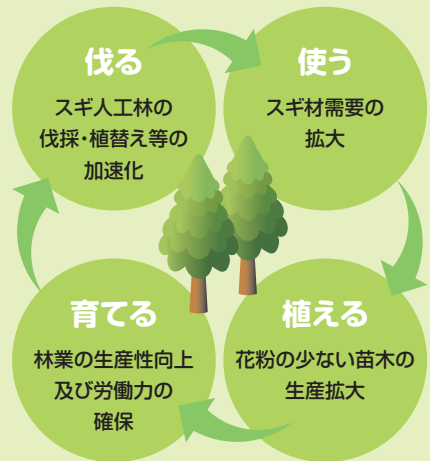 伐る
スギ人工林の
伐採・植替え等の
加速化
使う
スギ材需要の
拡大
植える
花粉の少ない苗木の
生産拡大
育てる
林業の生産性向上
及び労働力の
確保